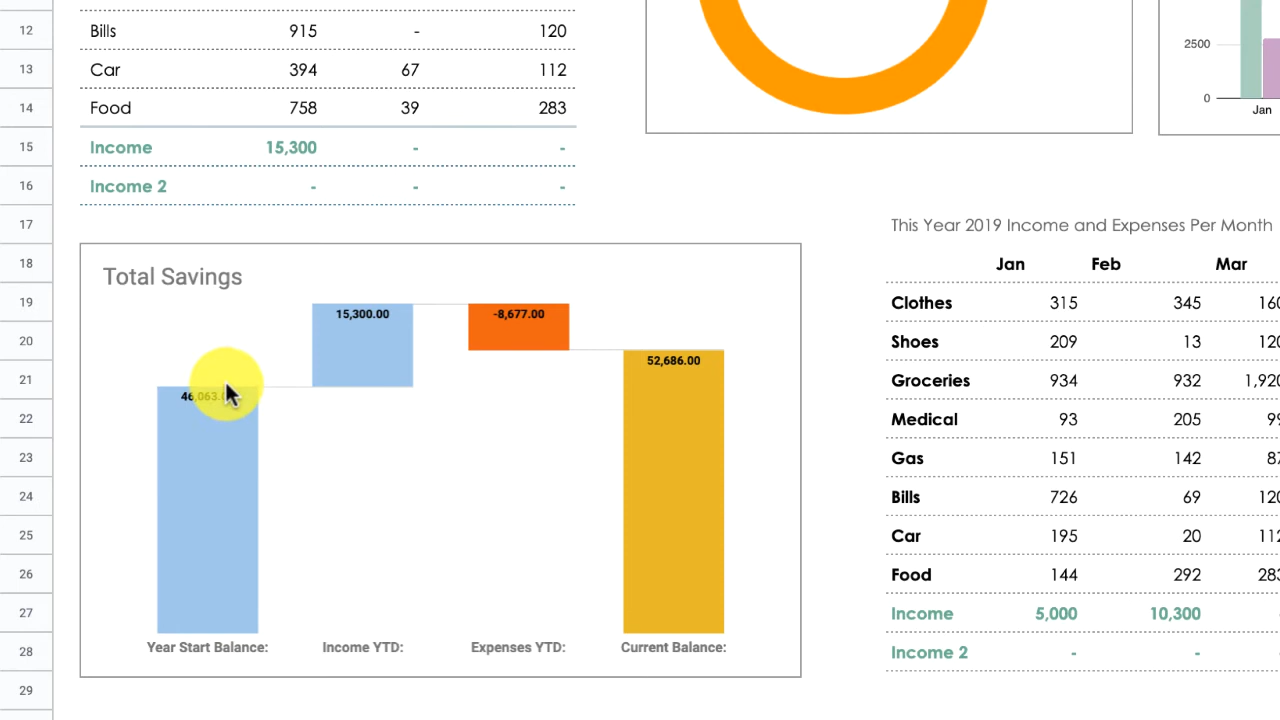 12 Bills 915 - 120
13 Car 394 67 112
14 Food 758 39 283
15 Income 15,300 - -
16 Income 2 - - -
17
18
19
20
21
22
23
24
25
26
27
28
29
2500
0
Jan
Total Savings
15,300.00
-8,677.00
52,686.00
Year Start Balance: Income YTD: Expenses YTD: Current Balance:
This Year 2019 Income and Expenses Per Month
Jan Feb Mar
Clothes 315 345
Shoes 209 13
Groceries 934 932
Medical 93 205
Gas 151 142
Bills 726 69
Car 195 20
Food 144 292
Income 5,000 10,300
Income 2 - -